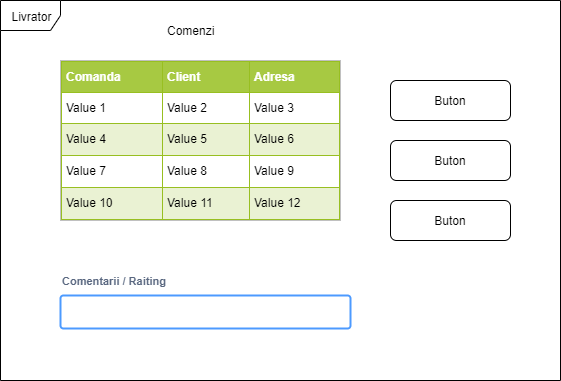 Livrator
Comenzi
Comanda Client Adresa
Value 1 Value 2 Value 3
Value 4 Value 5 Value 6
Value 7 Value 8 Value 9
Value 10 Value 11 Value 12
Buton
Buton
Buton
Comentarii / Raiting